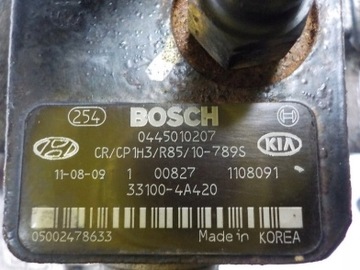 254 BOSCH
0445010207
CR/CP1H3/R85/10-789S
KIA
11-08-09 1 00827 1108091
33100-4A420
05002478633 Made in KOREA